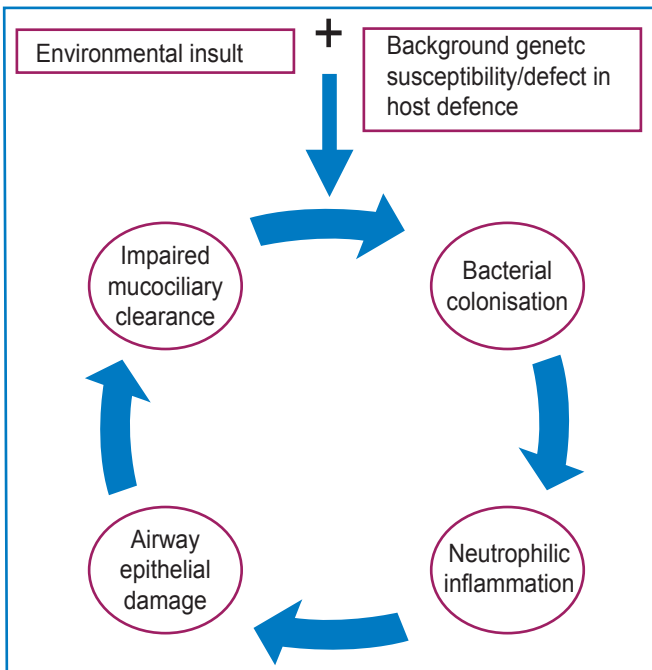 Environmental insult
+
Background genetc
susceptibility/defect in
host defence
Impaired
mucociliary
clearance
Bacterial
colonisation
Airway
epithelial
damage
Neutrophilic
inflammation